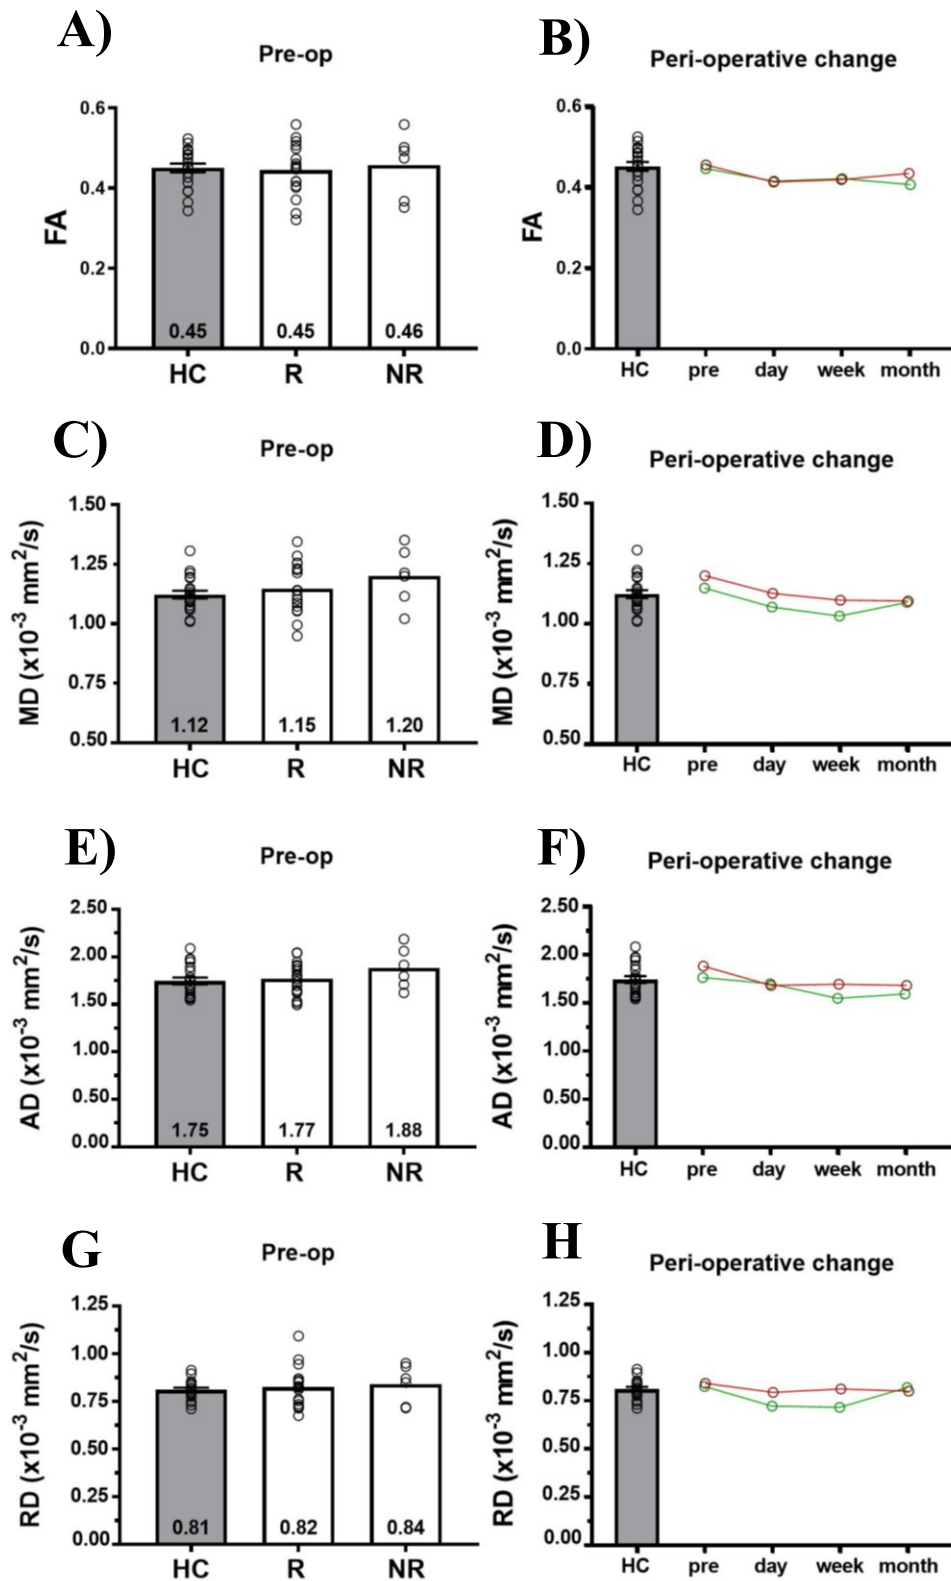 A)
Pre-op
FA
0.6
0.4
0.2
0.0
0.45
0.45
0.46
HC R NR
B)
Peri-operative change
FA
0.6
0.4
0.2
0.0
HC pre day week month
C)
Pre-op
MD (x10-3 mm2/s)
1.50
1.25
1.00
0.75
0.50
1.12
1.15
1.20
HC R NR
D)
Peri-operative change
MD (x10-3 mm2/s)
1.50
1.25
1.00
0.75
0.50
HC pre day week month
E)
Pre-op
AD (x10-3 mm2/s)
2.50
2.00
1.50
1.00
0.50
0.00
1.75
1.77
1.88
HC R NR
F)
Peri-operative change
AD (x10-3 mm2/s)
2.50
2.00
1.50
1.00
0.50
0.00
HC pre day week month
G
Pre-op
RD (x10-3 mm2/s)
1.25
1.00
0.75
0.50
0.25
0.00
0.81
0.82
0.84
HC R NR
H
Peri-operative change
RD (x10-3 mm2/s)
1.25
1.00
0.75
0.50
0.25
0.00
HC pre day week month